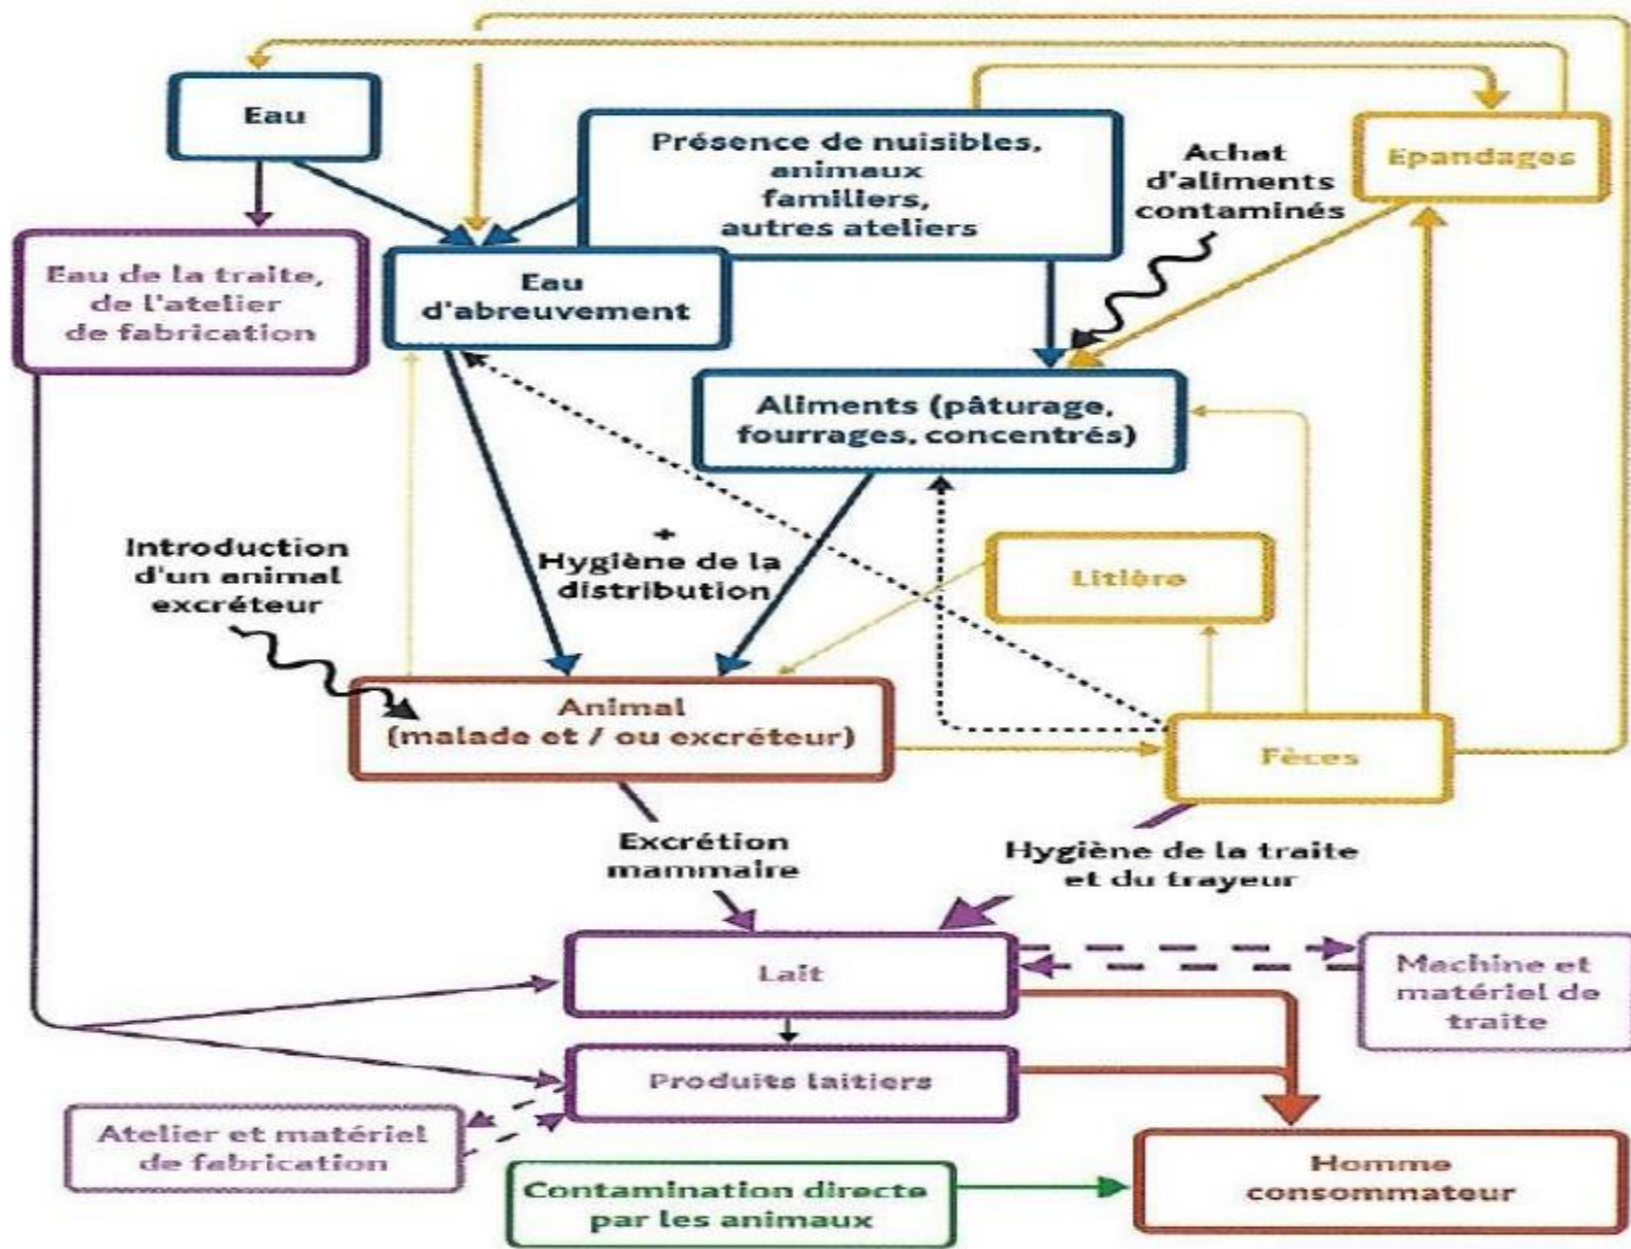 Eau
Présence de nuisibles,
animaux
familiers,
autres ateliers
Achat
d'aliments
contaminés
Epandages
Eau de la traite,
de l'atelier
de fabrication
Eau
d'abreuvement
Aliments (pâturage,
fourrages, concentrés)
Introduction
d'un animal
excréteur
+
Hygiène de la
distribution
Litière
Animal
(malade et / ou excréteur)
Fèces
Excrétion
mammaire
Hygiène de la traite
et du trayeur
Lait
Machine et
matériel de
traite
Produits laitiers
Atelier et matériel
de fabrication
Contamination directe
par les animaux
Homme
consommateur